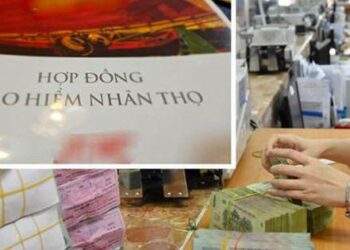 HỢP ĐỒNG
O HIỂM NHÂN THỌ